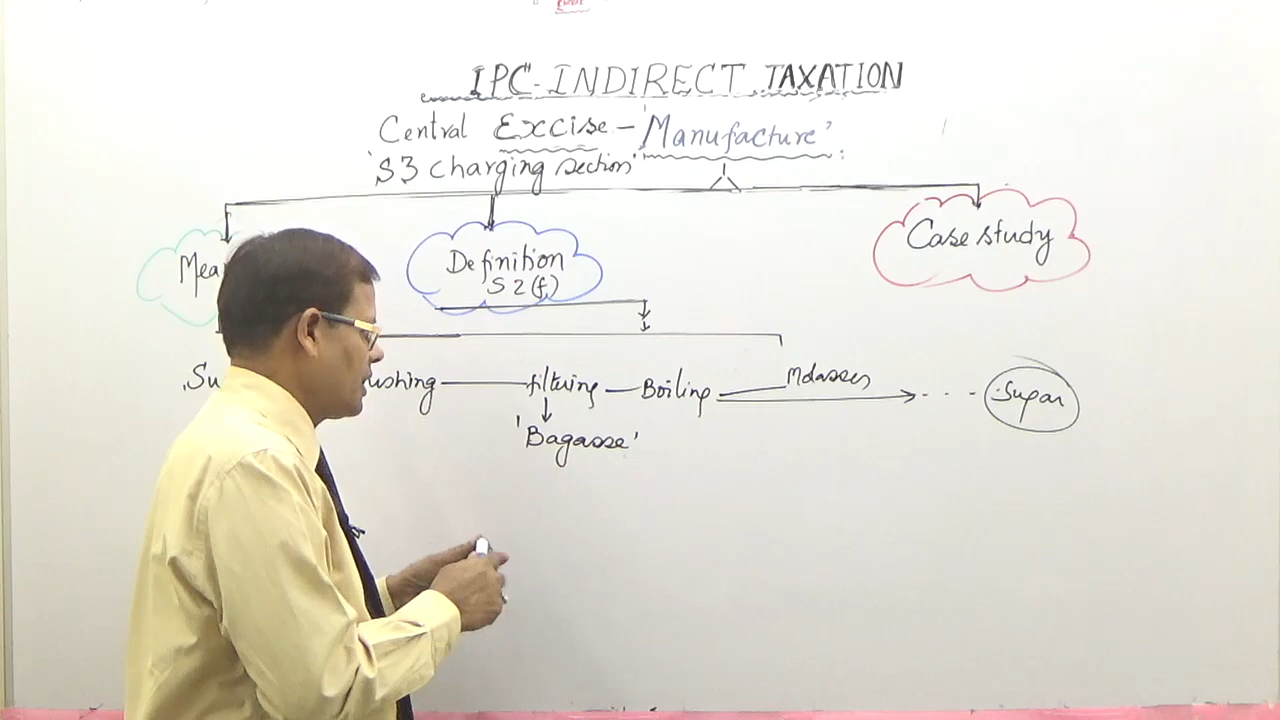 IPC-INDIRECT TAXATION
Central Excise - 'Manufacture'
'S3 charging section'
Definition
S 2(f)
Case study
filtering Boiling Molasses Sugar
'Bagasse'